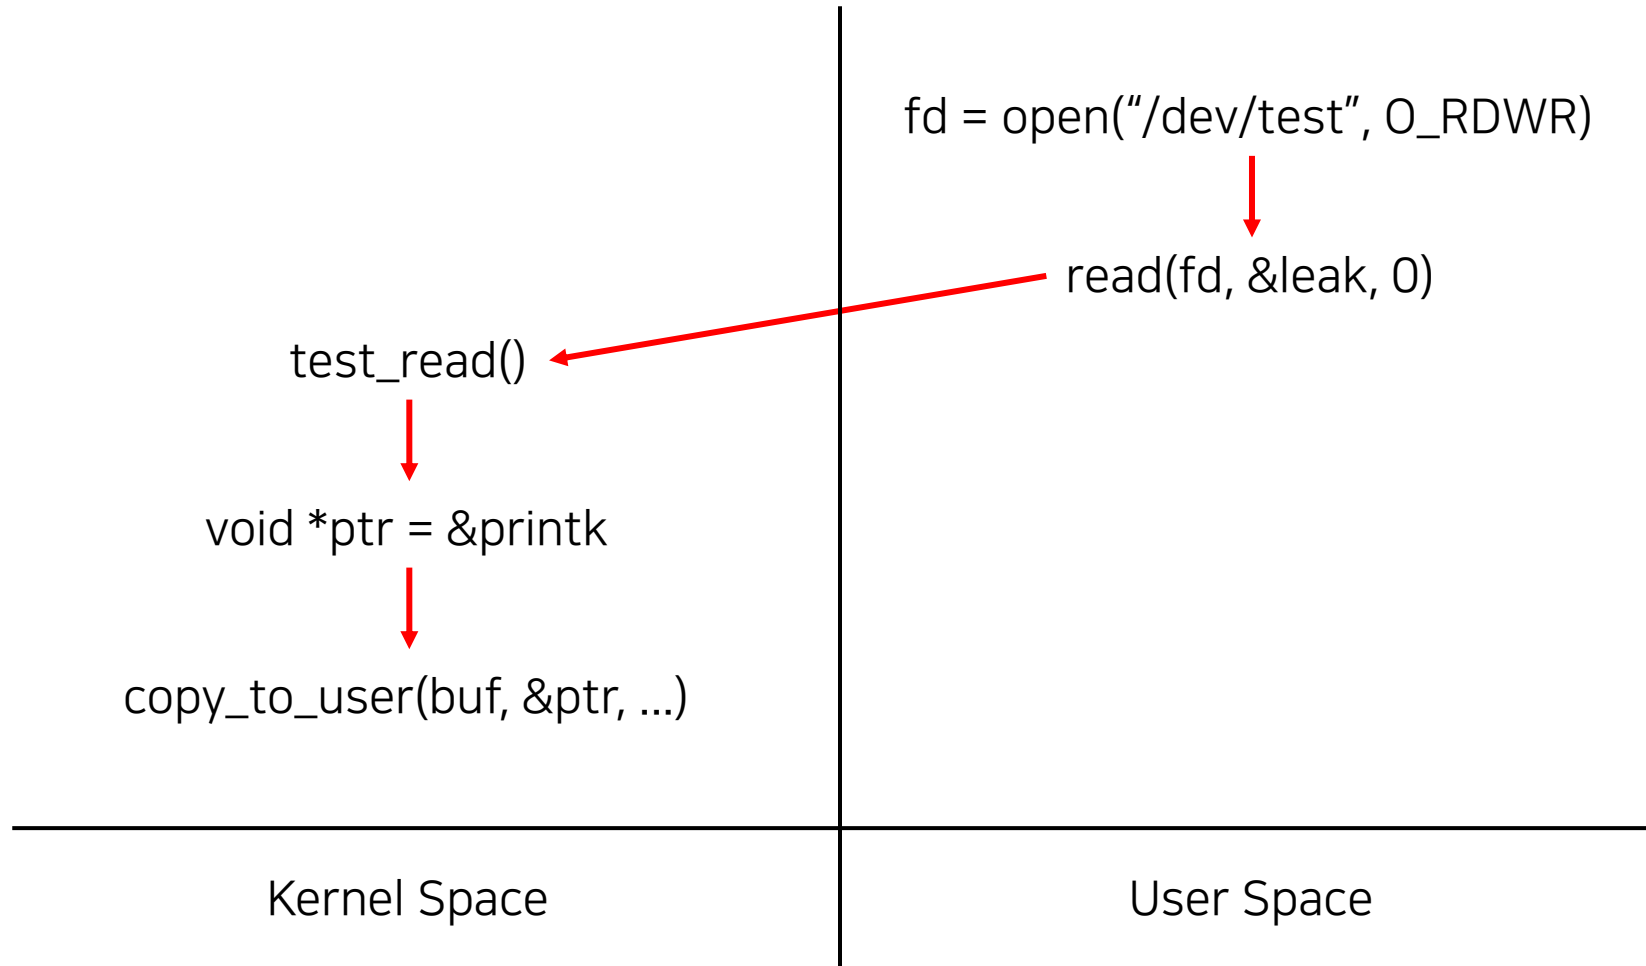 fd = open(“/dev/test”, O_RDWR)
read(fd, &leak, 0)
test_read()
void *ptr = &printk
copy_to_user(buf, &ptr, ...)
Kernel Space
User Space